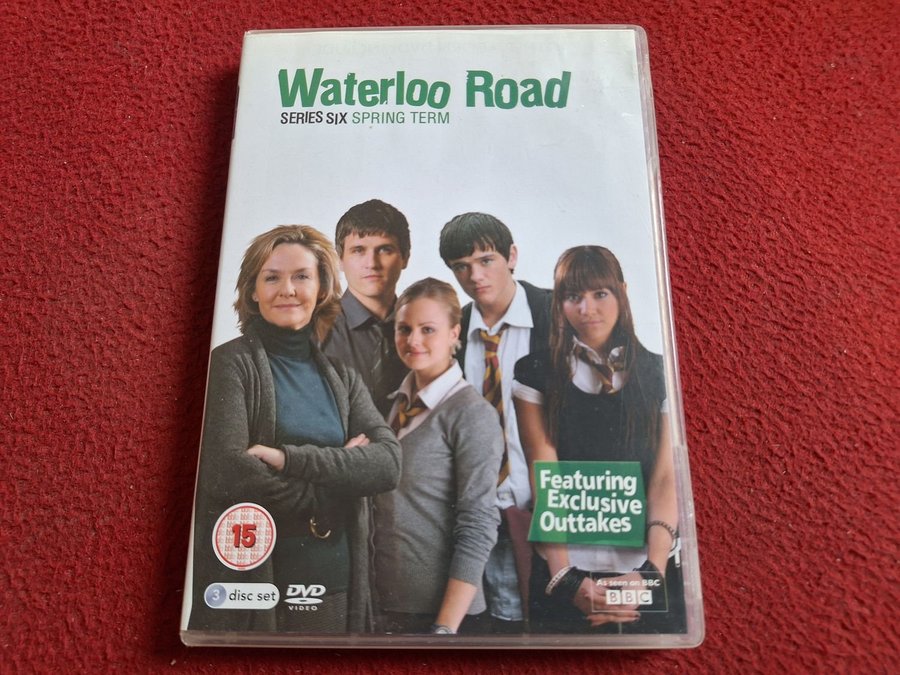 Waterloo Road
SERIES SIX SPRING TERM
Featuring
Exclusive
Outtakes
15
3 disc set
DVD
VIDEO
As seen on BBC
BBC